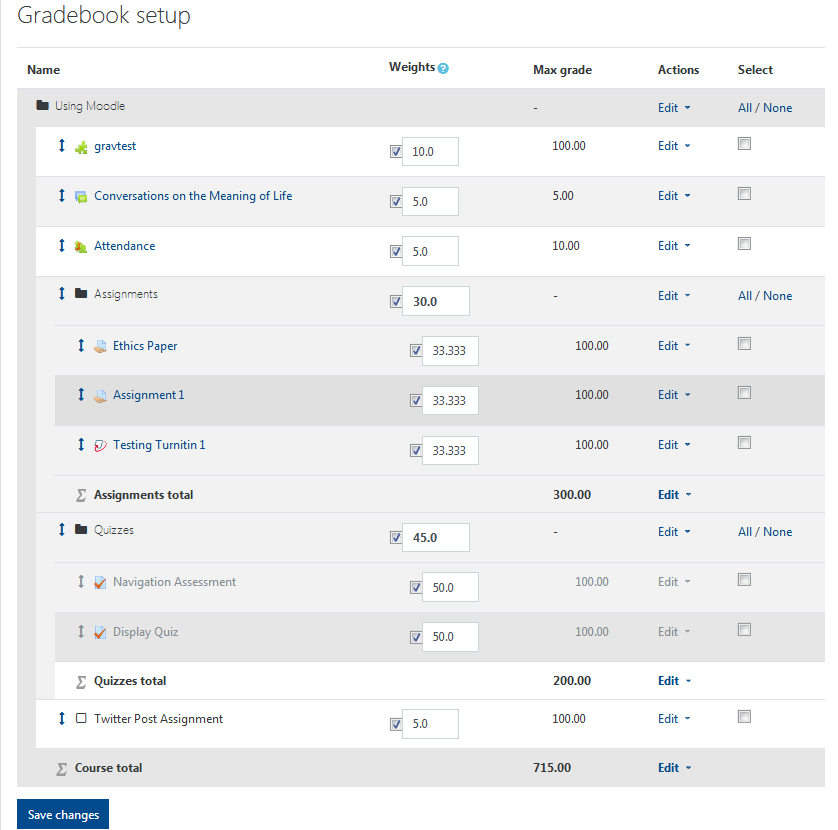 Gradebook setup
Name Weights ? Max grade Actions Select
Using Moodle - Edit All / None
gravtest 10.0 100.00 Edit
Conversations on the Meaning of Life 5.0 5.00 Edit
Attendance 5.0 10.00 Edit
Assignments 30.0 - Edit All / None
Ethics Paper 33.333 100.00 Edit
Assignment 1 33.333 100.00 Edit
Testing Turnitin 1 33.333 100.00 Edit
Σ Assignments total 300.00 Edit
Quizzes 45.0 - Edit All / None
Navigation Assessment 50.0 100.00 Edit
Display Quiz 50.0 100.00 Edit
Σ Quizzes total 200.00 Edit
Twitter Post Assignment 5.0 100.00 Edit
Σ Course total 715.00 Edit
Save changes